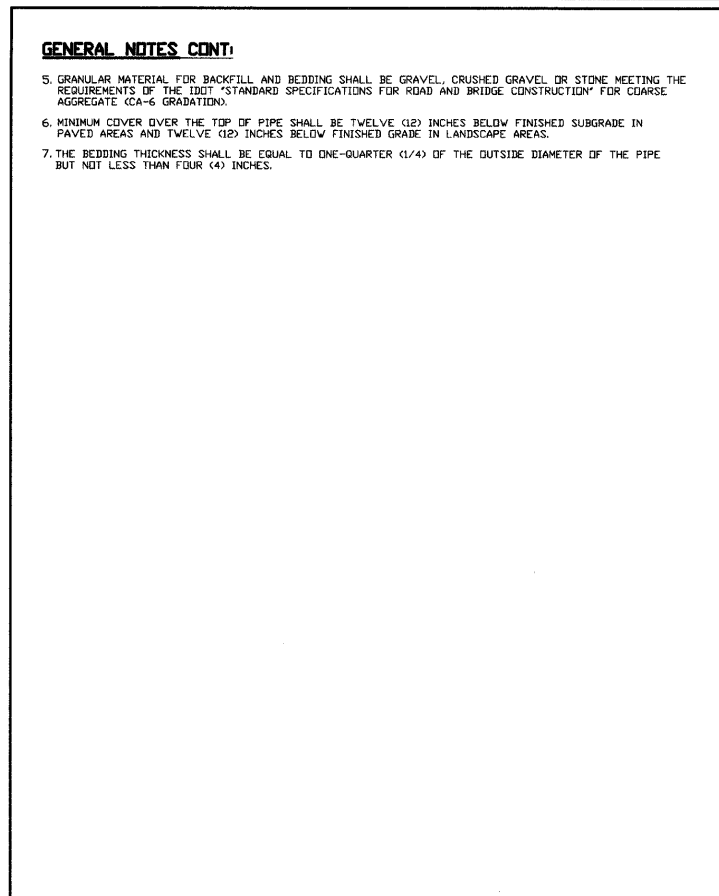 GENERAL NOTES CONT:
5. GRANULAR MATERIAL FOR BACKFILL AND BEDDING SHALL BE GRAVEL, CRUSHED GRAVEL OR STONE MEETING THE
REQUIREMENTS OF THE IDOT "STANDARD SPECIFICATIONS FOR ROAD AND BRIDGE CONSTRUCTION" FOR COARSE
AGGREGATE (CA-6 GRADATION).
6. MINIMUM COVER OVER THE TOP OF PIPE SHALL BE TWELVE (12) INCHES BELOW FINISHED SUBGRADE IN
PAVED AREAS AND TWELVE (12) INCHES BELOW FINISHED GRADE IN LANDSCAPE AREAS.
7. THE BEDDING THICKNESS SHALL BE EQUAL TO ONE-QUARTER (1/4) OF THE OUTSIDE DIAMETER OF THE PIPE
BUT NOT LESS THAN FOUR (4) INCHES.